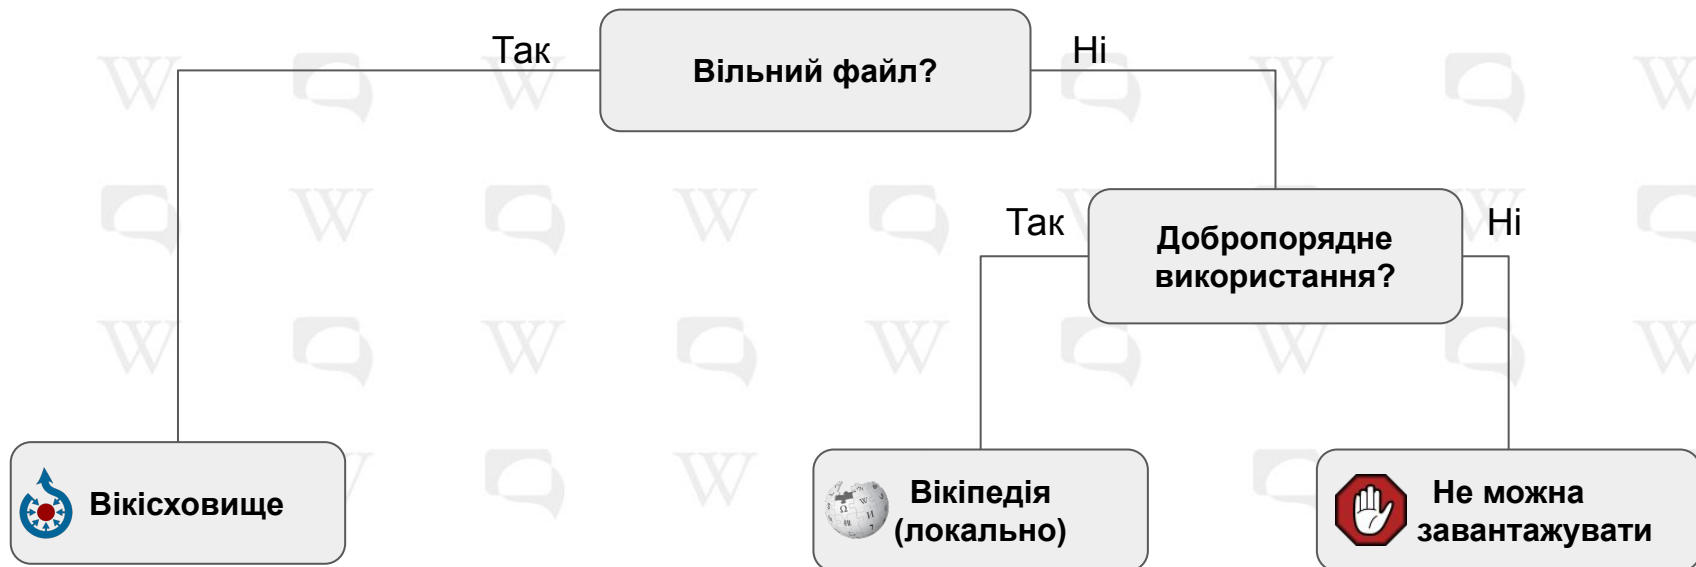 Так
Вільний файл?
Ні
Так
Добропорядне
використання?
Ні
Вікісховище
Вікіпедія
(локально)
Не можна
завантажувати